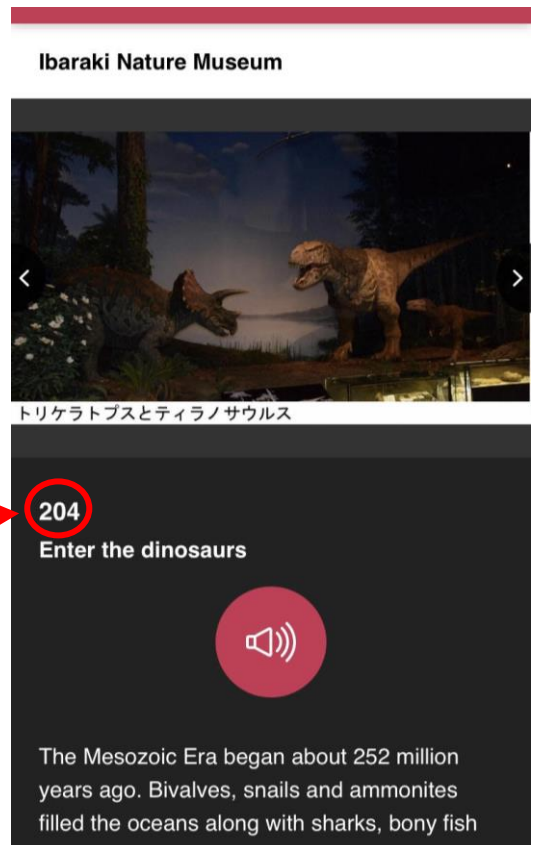 Ibaraki Nature Museum
トリケラトプスとティラノサウルス
204
Enter the dinosaurs
The Mesozoic Era began about 252 million
years ago. Bivalves, snails and ammonites
filled the oceans along with sharks, bony fish